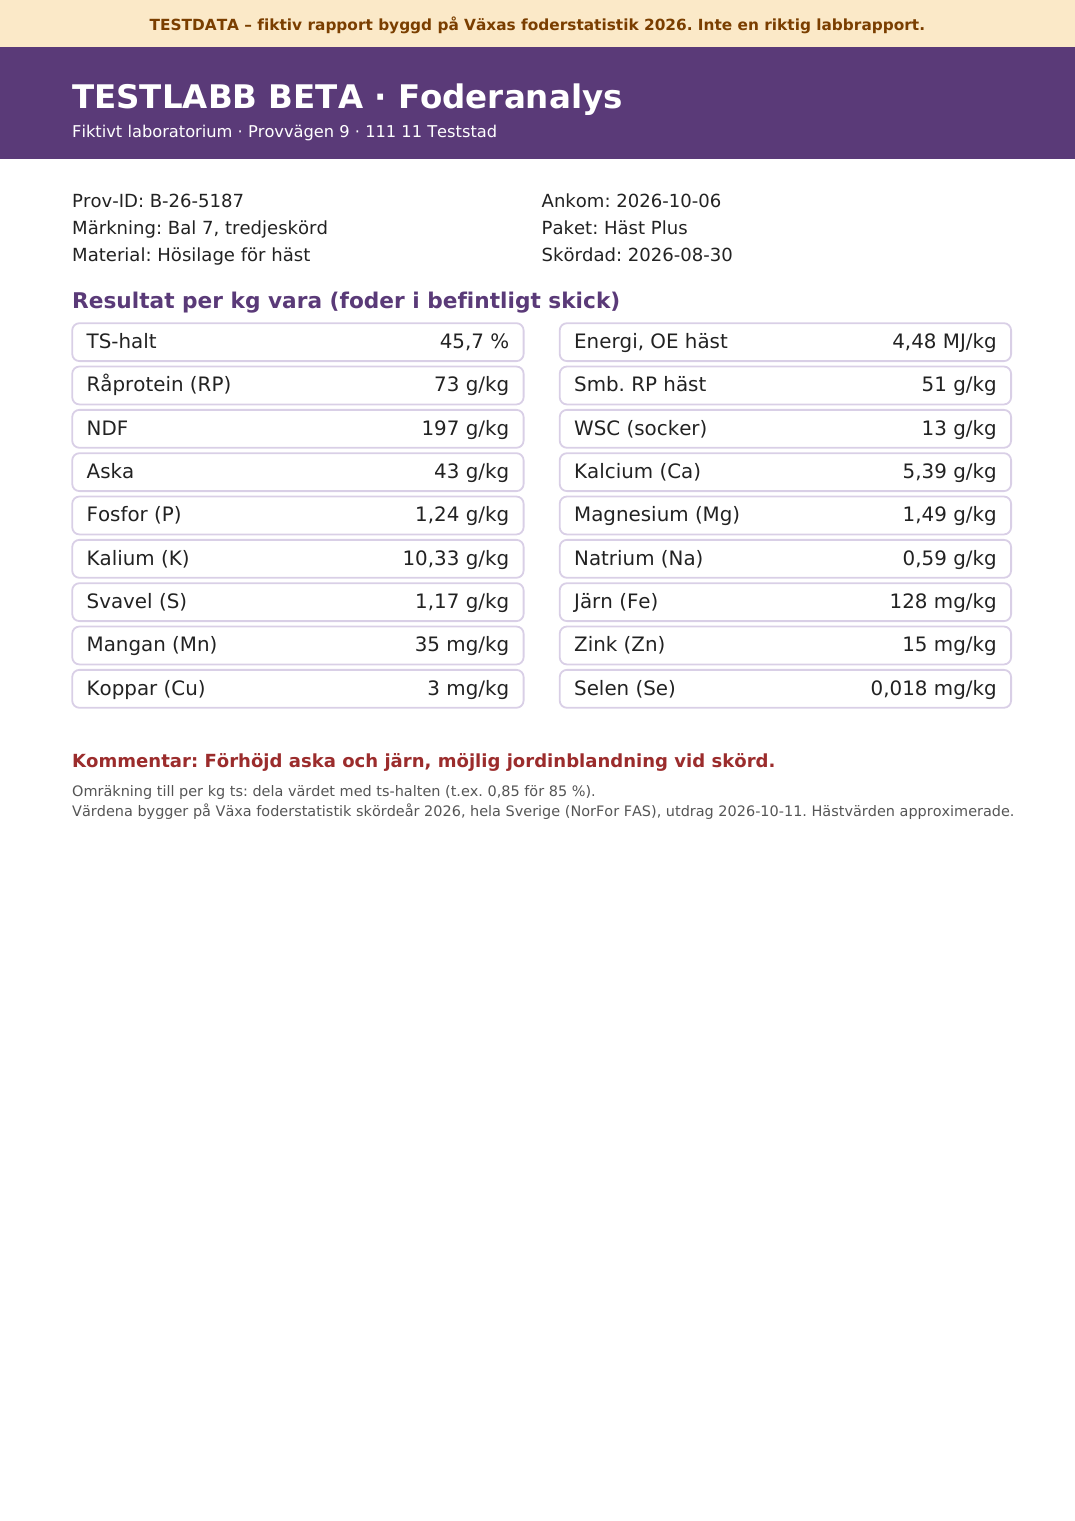 TESTDATA – fiktiv rapport byggd på Växas foderstatistik 2026. Inte en riktig labbrapport.
TESTLABB BETA · Foderanalys
Fiktivt laboratorium · Provvägen 9 · 111 11 Teststad
Prov-ID: B-26-5187
Ankom: 2026-10-06
Märkning: Bal 7, tredjeskörd
Paket: Häst Plus
Material: Hösilage för häst
Skördad: 2026-08-30
Resultat per kg vara (foder i befintligt skick)
TS-halt 45,7 %
Energi, OE häst 4,48 MJ/kg
Råprotein (RP) 73 g/kg
Smb. RP häst 51 g/kg
NDF 197 g/kg
WSC (socker) 13 g/kg
Aska 43 g/kg
Kalcium (Ca) 5,39 g/kg
Fosfor (P) 1,24 g/kg
Magnesium (Mg) 1,49 g/kg
Kalium (K) 10,33 g/kg
Natrium (Na) 0,59 g/kg
Svavel (S) 1,17 g/kg
Järn (Fe) 128 mg/kg
Mangan (Mn) 35 mg/kg
Zink (Zn) 15 mg/kg
Koppar (Cu) 3 mg/kg
Selen (Se) 0,018 mg/kg
Kommentar: Förhöjd aska och järn, möjlig jordinblandning vid skörd.
Omräkning till per kg ts: dela värdet med ts-halten (t.ex. 0,85 för 85 %).
Värdena bygger på Växa foderstatistik skördeår 2026, hela Sverige (NorFor FAS), utdrag 2026-10-11. Hästvärden approximerade.